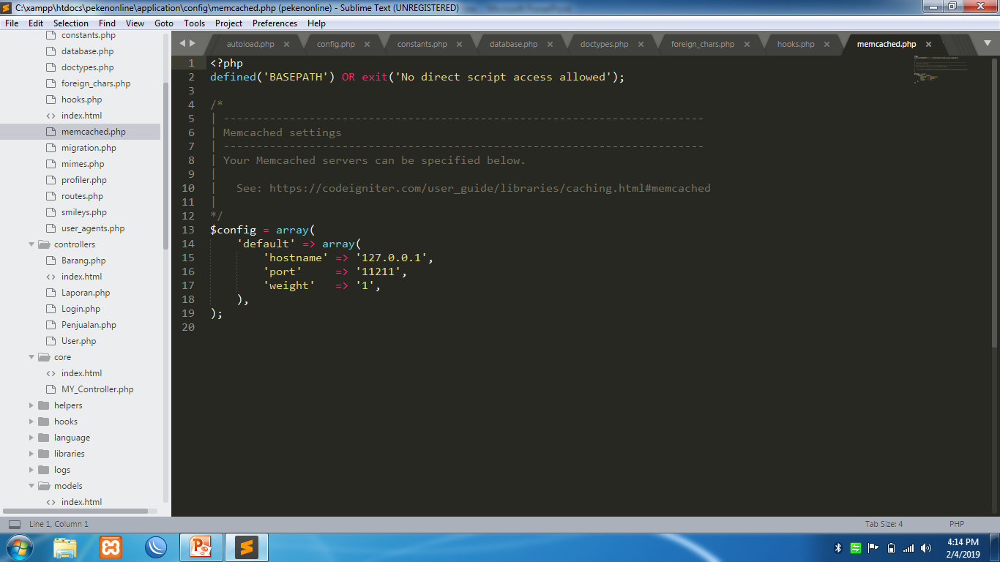 C:\xampp\htdocs\pekenonline\application\config\memcached.php (pekenonline) - Sublime Text (UNREGISTERED)
File Edit Selection Find View Goto Tools Project Preferences Help
constants.php
database.php
doctypes.php
foreign_chars.php
hooks.php
index.html
memcached.php
migration.php
mimes.php
profiler.php
routes.php
smileys.php
user_agents.php
controllers
Barang.php
index.html
Laporan.php
Login.php
Penjualan.php
User.php
core
index.html
MY_Controller.php
helpers
hooks
language
libraries
logs
models
index.html
autoload.php config.php constants.php database.php doctypes.php foreign_chars.php hooks.php memcached.php
1 <?php
2 defined('BASEPATH') OR exit('No direct script access allowed');
3
4 /*
5 | -------------------------------------------------------------------------
6 | Memcached settings
7 | -------------------------------------------------------------------------
8 | Your Memcached servers can be specified below.
9 |
10 |   See: https://codeigniter.com/user_guide/libraries/caching.html#memcached
11 |
12 */
13 $config = array(
14     'default' => array(
15         'hostname' => '127.0.0.1',
16         'port'     => '11211',
17         'weight'   => '1',
18     ),
19 );
20
Line 1, Column 1 Tab Size: 4 PHP
4:14 PM
2/4/2019